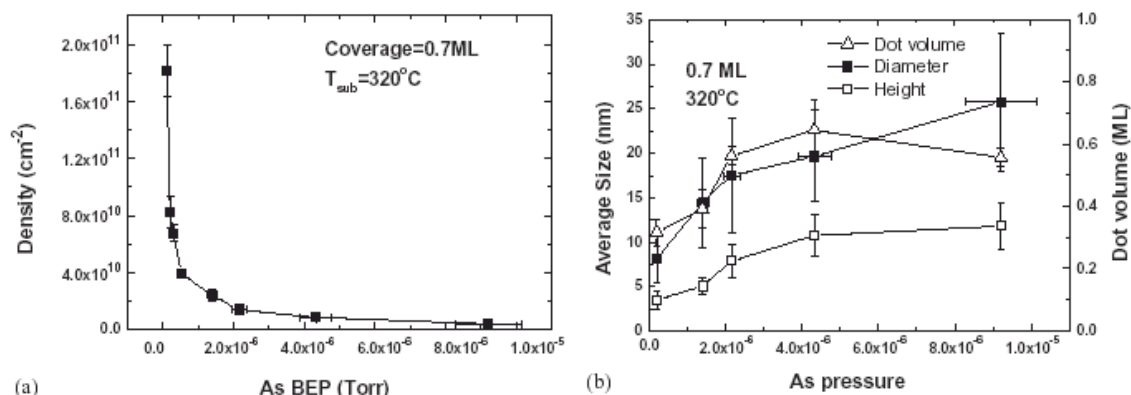 2.0x10¹¹
1.6x10¹¹
1.2x10¹¹
8.0x10¹⁰
4.0x10¹⁰
0.0
Density (cm⁻²)
Coverage=0.7ML
T_sub=320°C
0.0
2.0x10⁻⁶
4.0x10⁻⁶
6.0x10⁻⁶
8.0x10⁻⁶
1.0x10⁻⁵
(a)
As BEP (Torr)
35
30
25
20
15
10
5
0
Average Size (nm)
0.7 ML
320°C
Dot volume
Diameter
Height
1.0
0.8
0.6
0.4
0.2
0.0
Dot volume (ML)
0.0
2.0x10⁻⁶
4.0x10⁻⁶
6.0x10⁻⁶
8.0x10⁻⁶
1.0x10⁻⁵
(b)
As pressure